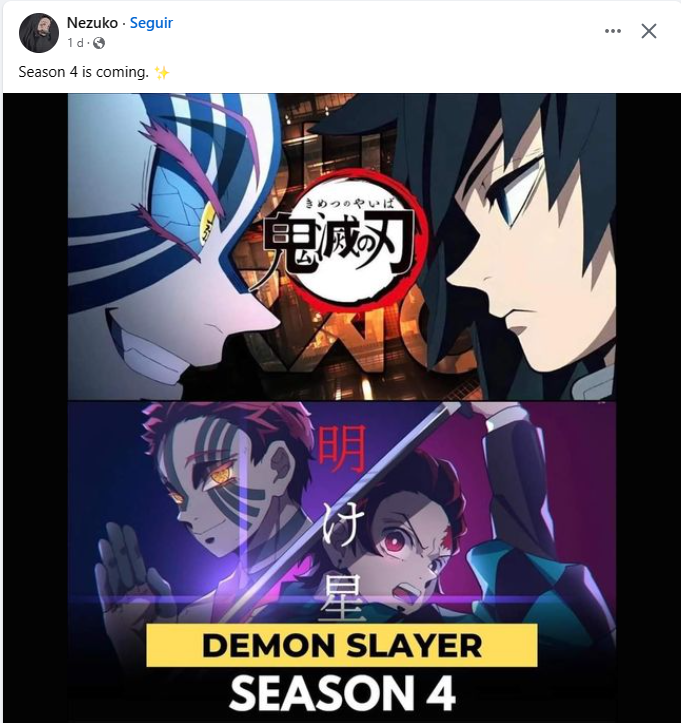 Nezuko · Seguir
1 d ·
Season 4 is coming. ✨
きめつのやいば
鬼滅の刃
明け星
DEMON SLAYER
SEASON 4